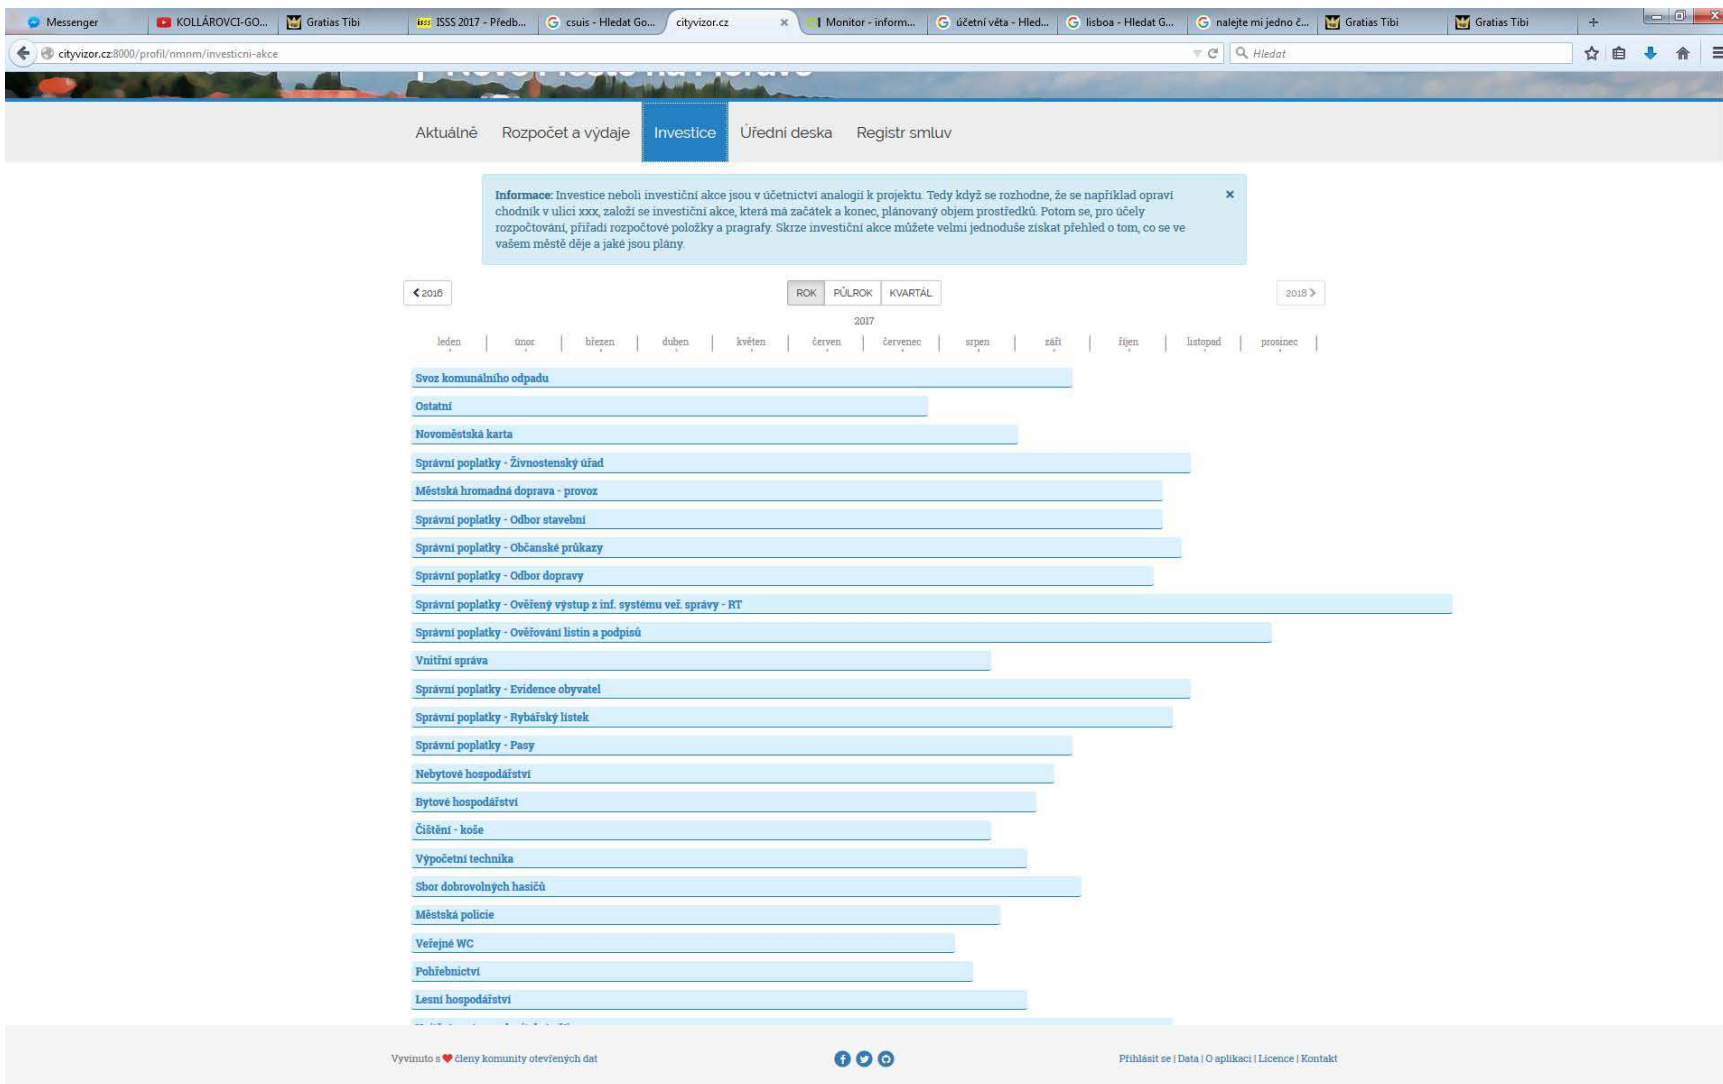 Messenger
KOLLÁROVCI-GO...
Gratias Tibi
ISSS 2017 - Předb...
csuis - Hledat Go...
cityvizor.cz
Monitor - inform...
účetní věta - Hled...
lisboa - Hledat G...
nalejte mi jedno č...
Gratias Tibi
Gratias Tibi
cityvizor.cz:8000/profil/nmnm/investicni-akce
Hledat
Aktuálně Rozpočet a výdaje Investice Úřední deska Registr smluv
Informace: Investice neboli investiční akce jsou v účetnictví analogií k projektu. Tedy když se rozhodne, že se například opraví
chodník v ulici xxx, založí se investiční akce, která má začátek a konec, plánovaný objem prostředků. Potom se, pro účely
rozpočtování, přiřadí rozpočtové položky a pragrafy. Skrze investiční akce můžete velmi jednoduše získat přehled o tom, co se ve
vašem městě děje a jaké jsou plány.
2016
ROK PŮLROK KVARTÁL
2018
2017
leden únor březen duben květen červen červenec srpen září říjen listopad prosinec
Svoz komunálního odpadu
Ostatní
Novoměstská karta
Správní poplatky - Živnostenský úřad
Městská hromadná doprava - provoz
Správní poplatky - Odbor stavební
Správní poplatky - Občanské průkazy
Správní poplatky - Odbor dopravy
Správní poplatky - Ověřený výstup z inf. systému veř. správy - RT
Správní poplatky - Ověřování listin a podpisů
Vnitřní správa
Správní poplatky - Evidence obyvatel
Správní poplatky - Rybářský lístek
Správní poplatky - Pasy
Nebytové hospodářství
Bytové hospodářství
Čištění - koše
Výpočetní technika
Sbor dobrovolných hasičů
Městská policie
Veřejné WC
Pohřebnictví
Lesní hospodářství
Vyvinuto s členy komunity otevřených dat
Přihlásit se | Data | O aplikaci | Licence | Kontakt